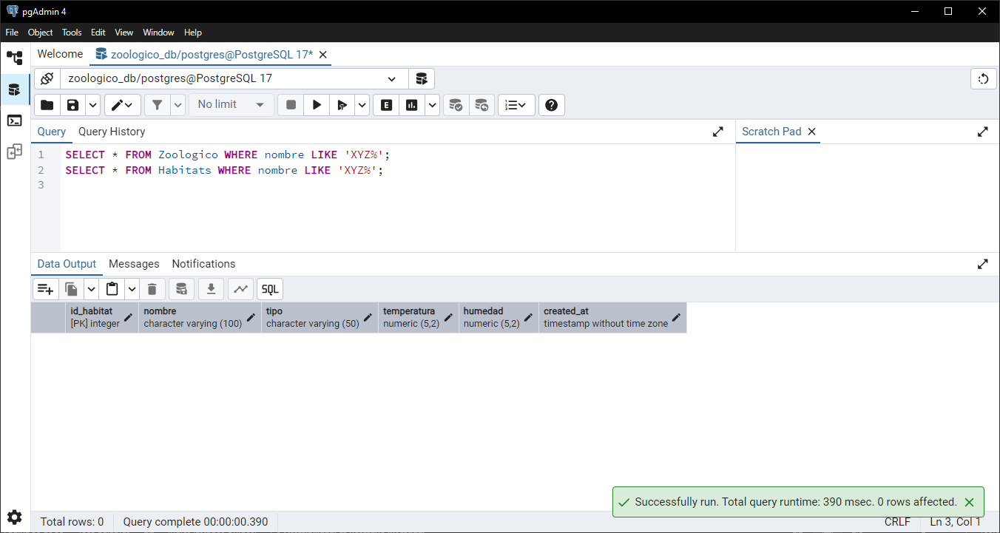 pgAdmin 4
File Object Tools Edit View Window Help
Welcome zoologico_db/postgres@PostgreSQL 17*
zoologico_db/postgres@PostgreSQL 17
No limit
E
Query Query History
Scratch Pad
1 SELECT * FROM Zoologico WHERE nombre LIKE 'XYZ%';
2 SELECT * FROM Habitats WHERE nombre LIKE 'XYZ%';
3
Data Output Messages Notifications
SQL
id_habitat nombre tipo temperatura humedad created_at
[PK] integer character varying (100) character varying (50) numeric (5,2) numeric (5,2) timestamp without time zone
Successfully run. Total query runtime: 390 msec. 0 rows affected.
Total rows: 0 Query complete 00:00:00.390 CRLF Ln 3, Col 1